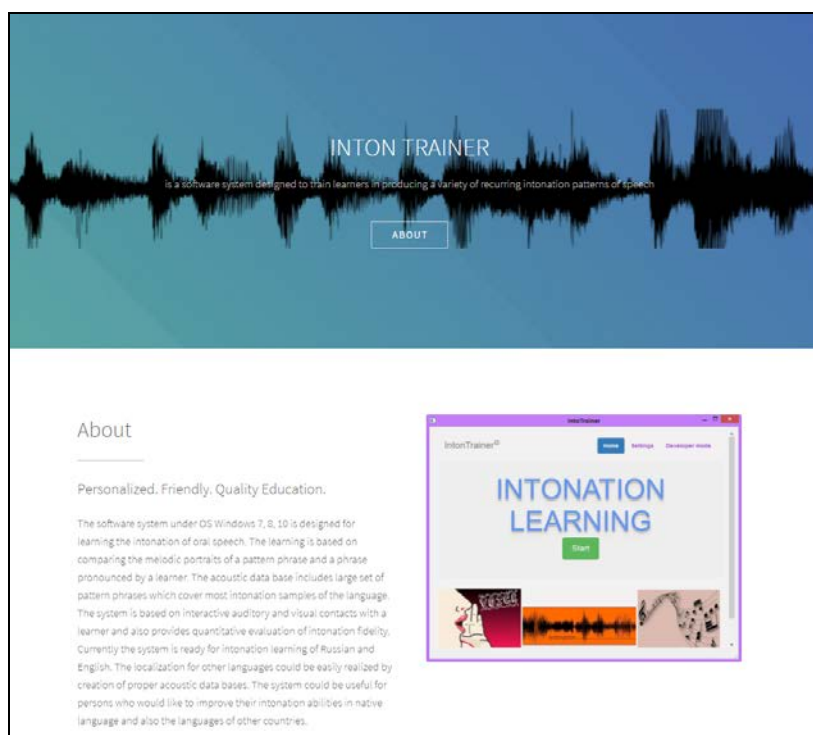 INTON TRAINER
is a software system designed to train learners in producing a variety of recurring intonation patterns of speech
ABOUT
About
Personalized. Friendly. Quality Education.
The software system under OS Windows 7, 8, 10 is designed for
learning the intonation of oral speech. The learning is based on
comparing the melodic portraits of a pattern phrase and a phrase
pronounced by a learner. The acoustic data base includes large set of
pattern phrases which cover most intonation samples of the language.
The system is based on interactive auditory and visual contacts with a
learner and also provides quantitative evaluation of intonation fidelity.
Currently the system is ready for intonation learning of Russian and
English. The localization for other languages could be easily realized by
creation of proper acoustic data bases. The system could be useful for
persons who would like to improve their intonation abilities in native
language and also the languages of other countries.
IntoTrainer
IntonTrainer
Home Settings Developer mode
INTONATION
LEARNING
Start